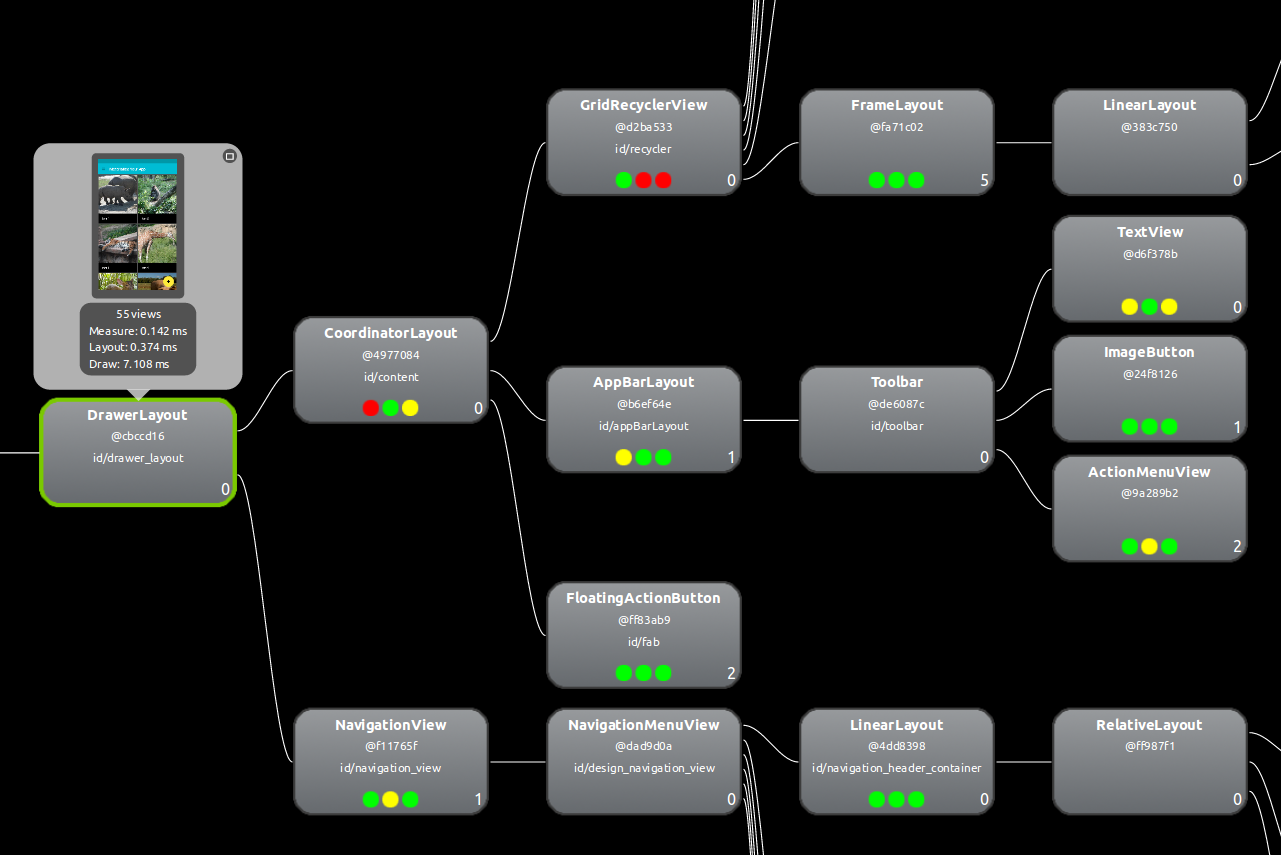 55 views
Measure: 0.142 ms
Layout: 0.374 ms
Draw: 7.108 ms
DrawerLayout
@cbccd16
id/drawer_layout
0
CoordinatorLayout
@4977084
id/content
0
NavigationView
@f11765f
id/navigation_view
1
GridRecyclerView
@d2ba533
id/recycler
0
AppBarLayout
@b6ef64e
id/appBarLayout
1
FloatingActionButton
@ff83ab9
id/fab
2
NavigationMenuView
@dad9d0a
id/design_navigation_view
0
FrameLayout
@fa71c02
5
Toolbar
@de6087c
id/toolbar
0
LinearLayout
@4dd8398
id/navigation_header_container
0
LinearLayout
@383c750
0
TextView
@d6f378b
0
ImageButton
@24f8126
1
ActionMenuView
@9a289b2
2
RelativeLayout
@ff987f1
0